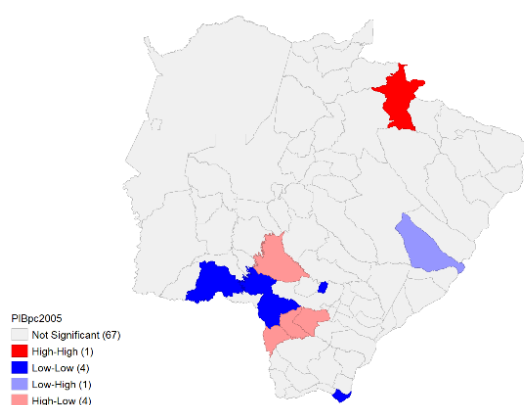 PIBpc2005
Not Significant (67)
High-High (1)
Low-Low (4)
Low-High (1)
High-Low (4)